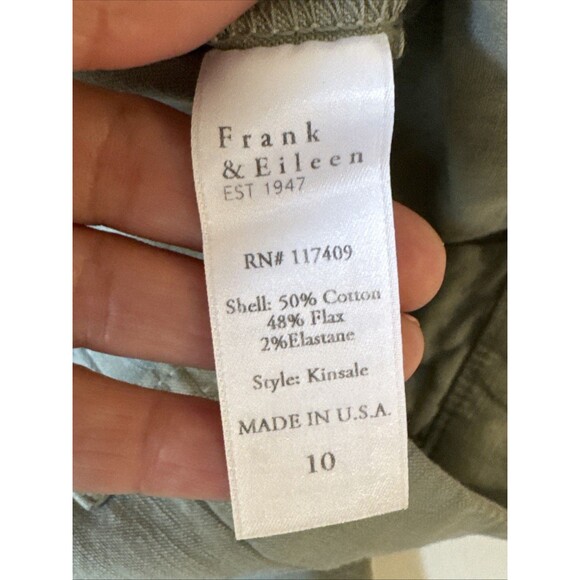 Frank
& Eileen
EST 1947
RN# 117409
Shell: 50% Cotton
48% Flax
2%Elastane
Style: Kinsale
MADE IN U.S.A.
10